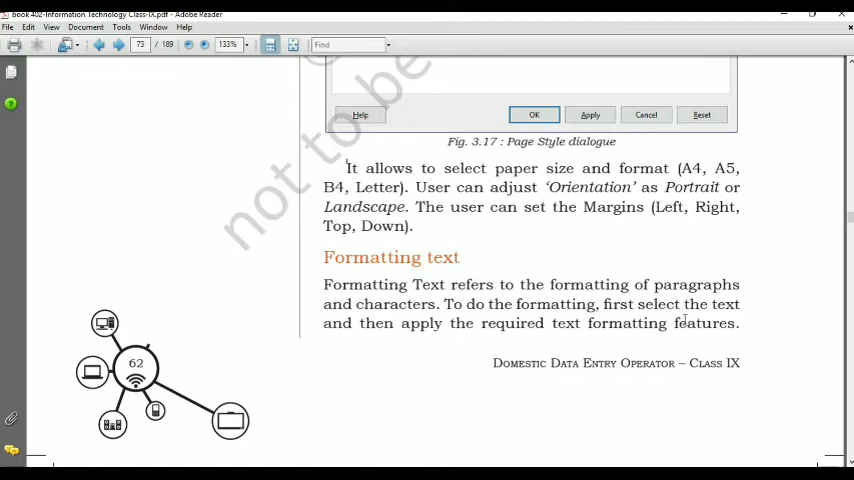 book 402-Information Technology Class-IX.pdf - Adobe Reader
File Edit View Document Tools Window Help
73 / 189 133% Find
Help OK Apply Cancel Reset
Fig. 3.17 : Page Style dialogue
It allows to select paper size and format (A4, A5,
B4, Letter). User can adjust ‘Orientation’ as Portrait or
Landscape. The user can set the Margins (Left, Right,
Top, Down).
not to be
Formatting text
Formatting Text refers to the formatting of paragraphs
and characters. To do the formatting, first select the text
and then apply the required text formatting features.
62
Domestic Data Entry Operator – Class IX